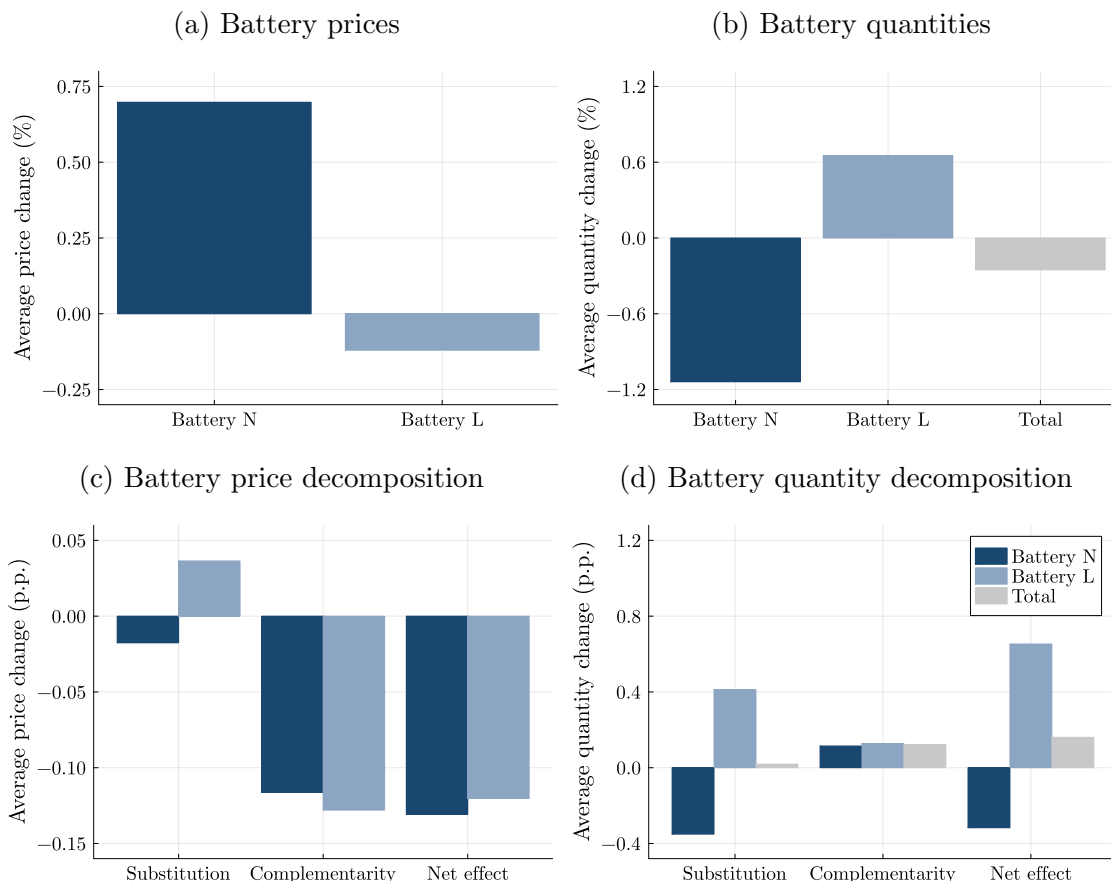 (a) Battery prices
Average price change (%)
0.75
0.50
0.25
0.00
−0.25
Battery N
Battery L
(b) Battery quantities
Average quantity change (%)
1.2
0.6
0.0
−0.6
−1.2
Battery N
Battery L
Total
(c) Battery price decomposition
Average price change (p.p.)
0.05
0.00
−0.05
−0.10
−0.15
Substitution
Complementarity
Net effect
(d) Battery quantity decomposition
Average quantity change (p.p.)
1.2
0.8
0.4
0.0
−0.4
Battery N
Battery L
Total
Substitution
Complementarity
Net effect